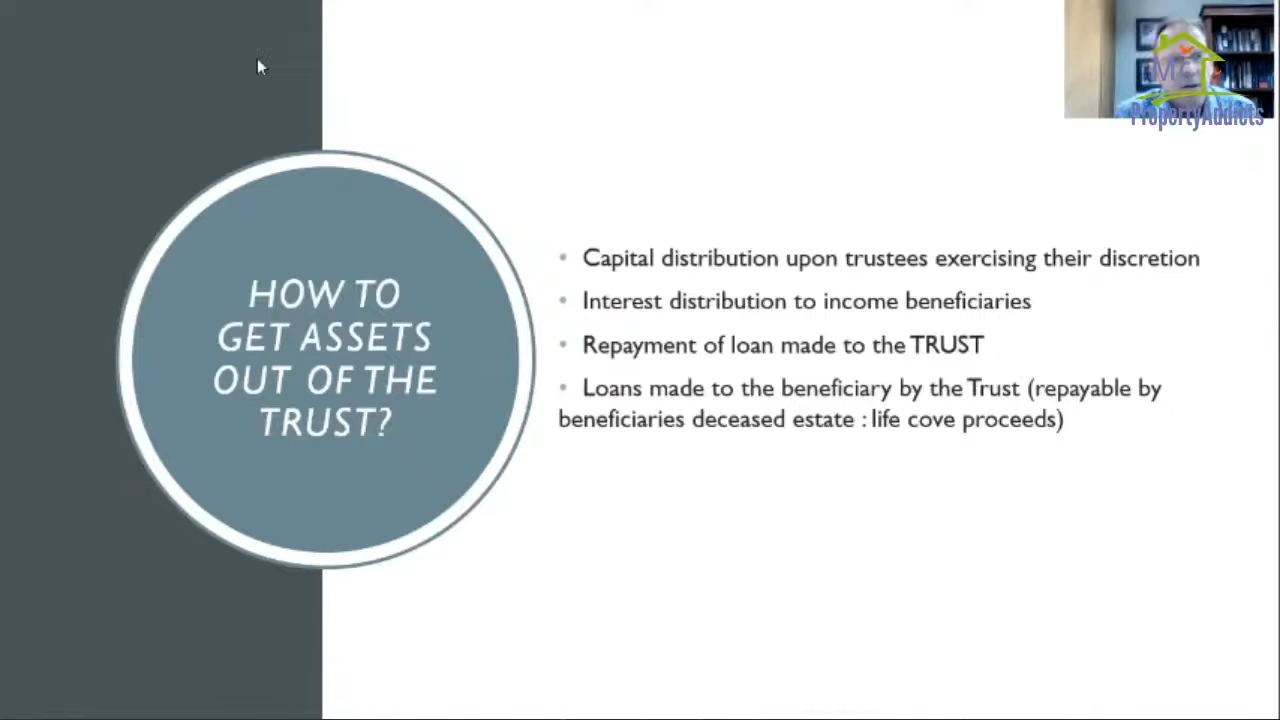 HOW TO
GET ASSETS
OUT OF THE
TRUST?
• Capital distribution upon trustees exercising their discretion
• Interest distribution to income beneficiaries
• Repayment of loan made to the TRUST
• Loans made to the beneficiary by the Trust (repayable by
beneficiaries deceased estate : life cove proceeds)
PropertyAddicts